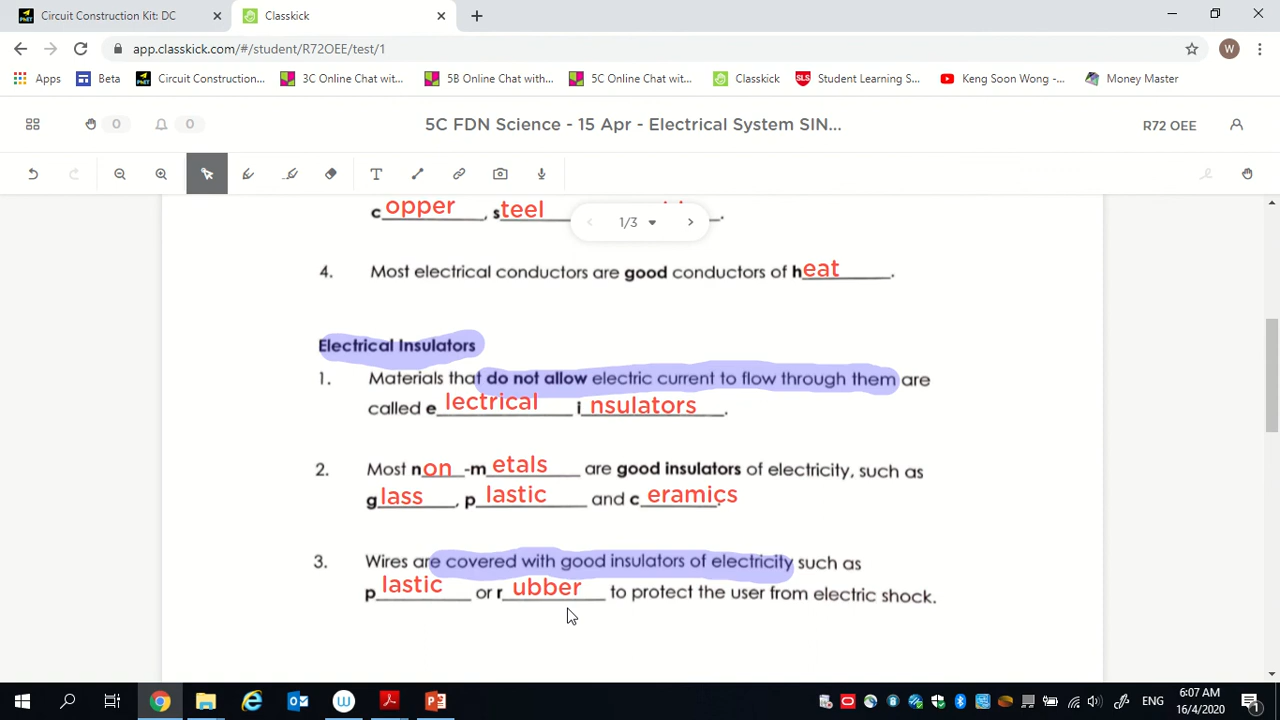 Circuit Construction Kit: DC
Classkick
app.classkick.com/#/student/R72OEE/test/1
W
Apps
Beta
Circuit Construction...
3C Online Chat wit...
5B Online Chat with...
5C Online Chat wit...
Classkick
SLS Student Learning S...
Keng Soon Wong -...
Money Master
0
0
5C FDN Science - 15 Apr - Electrical System SIN...
R72 OEE
T
copper, steel
1/3
4. Most electrical conductors are good conductors of heat.
Electrical Insulators
1. Materials that do not allow electric current to flow through them are
called electrical insulators.
2. Most non-metals are good insulators of electricity, such as
glass, plastic and ceramics.
3. Wires are covered with good insulators of electricity such as
plastic or rubber to protect the user from electric shock.
ENG
6:07 AM
16/4/2020